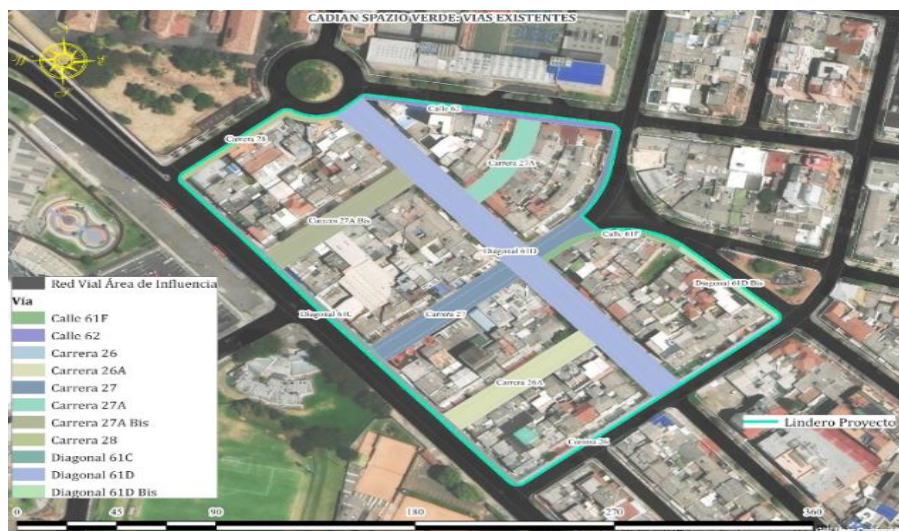 CADIAN SPAZIO VERDE: VIAS EXISTENTES
Calle 62
Carrera 28
Carrera 27A
Carrera 27A Bis
Calle 61F
Diagonal 61D
Diagonal 61D Bis
Diagonal 61C
Carrera 27
Carrera 26A
Carrera 26
Red Vial Área de Influencia
Vía
Calle 61F
Calle 62
Carrera 26
Carrera 26A
Carrera 27
Carrera 27A
Carrera 27A Bis
Carrera 28
Diagonal 61C
Diagonal 61D
Diagonal 61D Bis
Lindero Proyecto
0 45 90 180 270 360